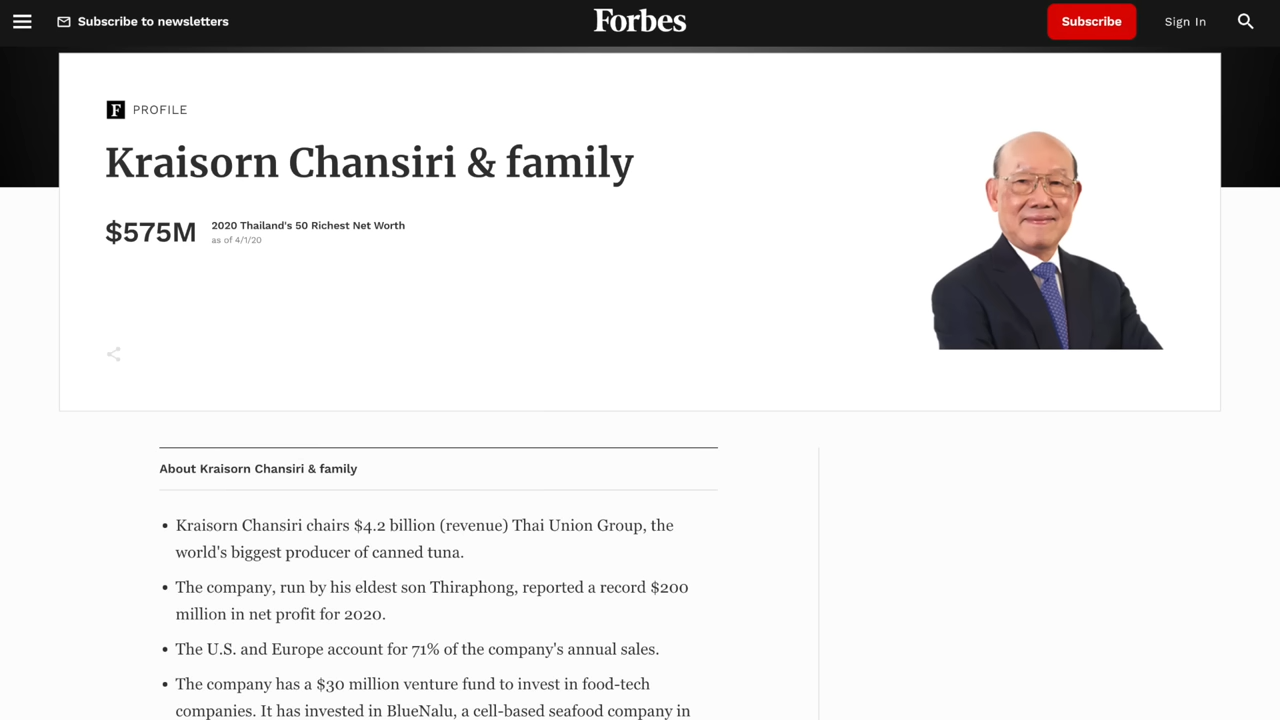 Subscribe to newsletters
Forbes
Subscribe
Sign In
F PROFILE
Kraisorn Chansiri & family
$575M
2020 Thailand's 50 Richest Net Worth
as of 4/1/20
About Kraisorn Chansiri & family
• Kraisorn Chansiri chairs $4.2 billion (revenue) Thai Union Group, the
world's biggest producer of canned tuna.
• The company, run by his eldest son Thiraphong, reported a record $200
million in net profit for 2020.
• The U.S. and Europe account for 71% of the company's annual sales.
• The company has a $30 million venture fund to invest in food-tech
companies. It has invested in BlueNalu, a cell-based seafood company in